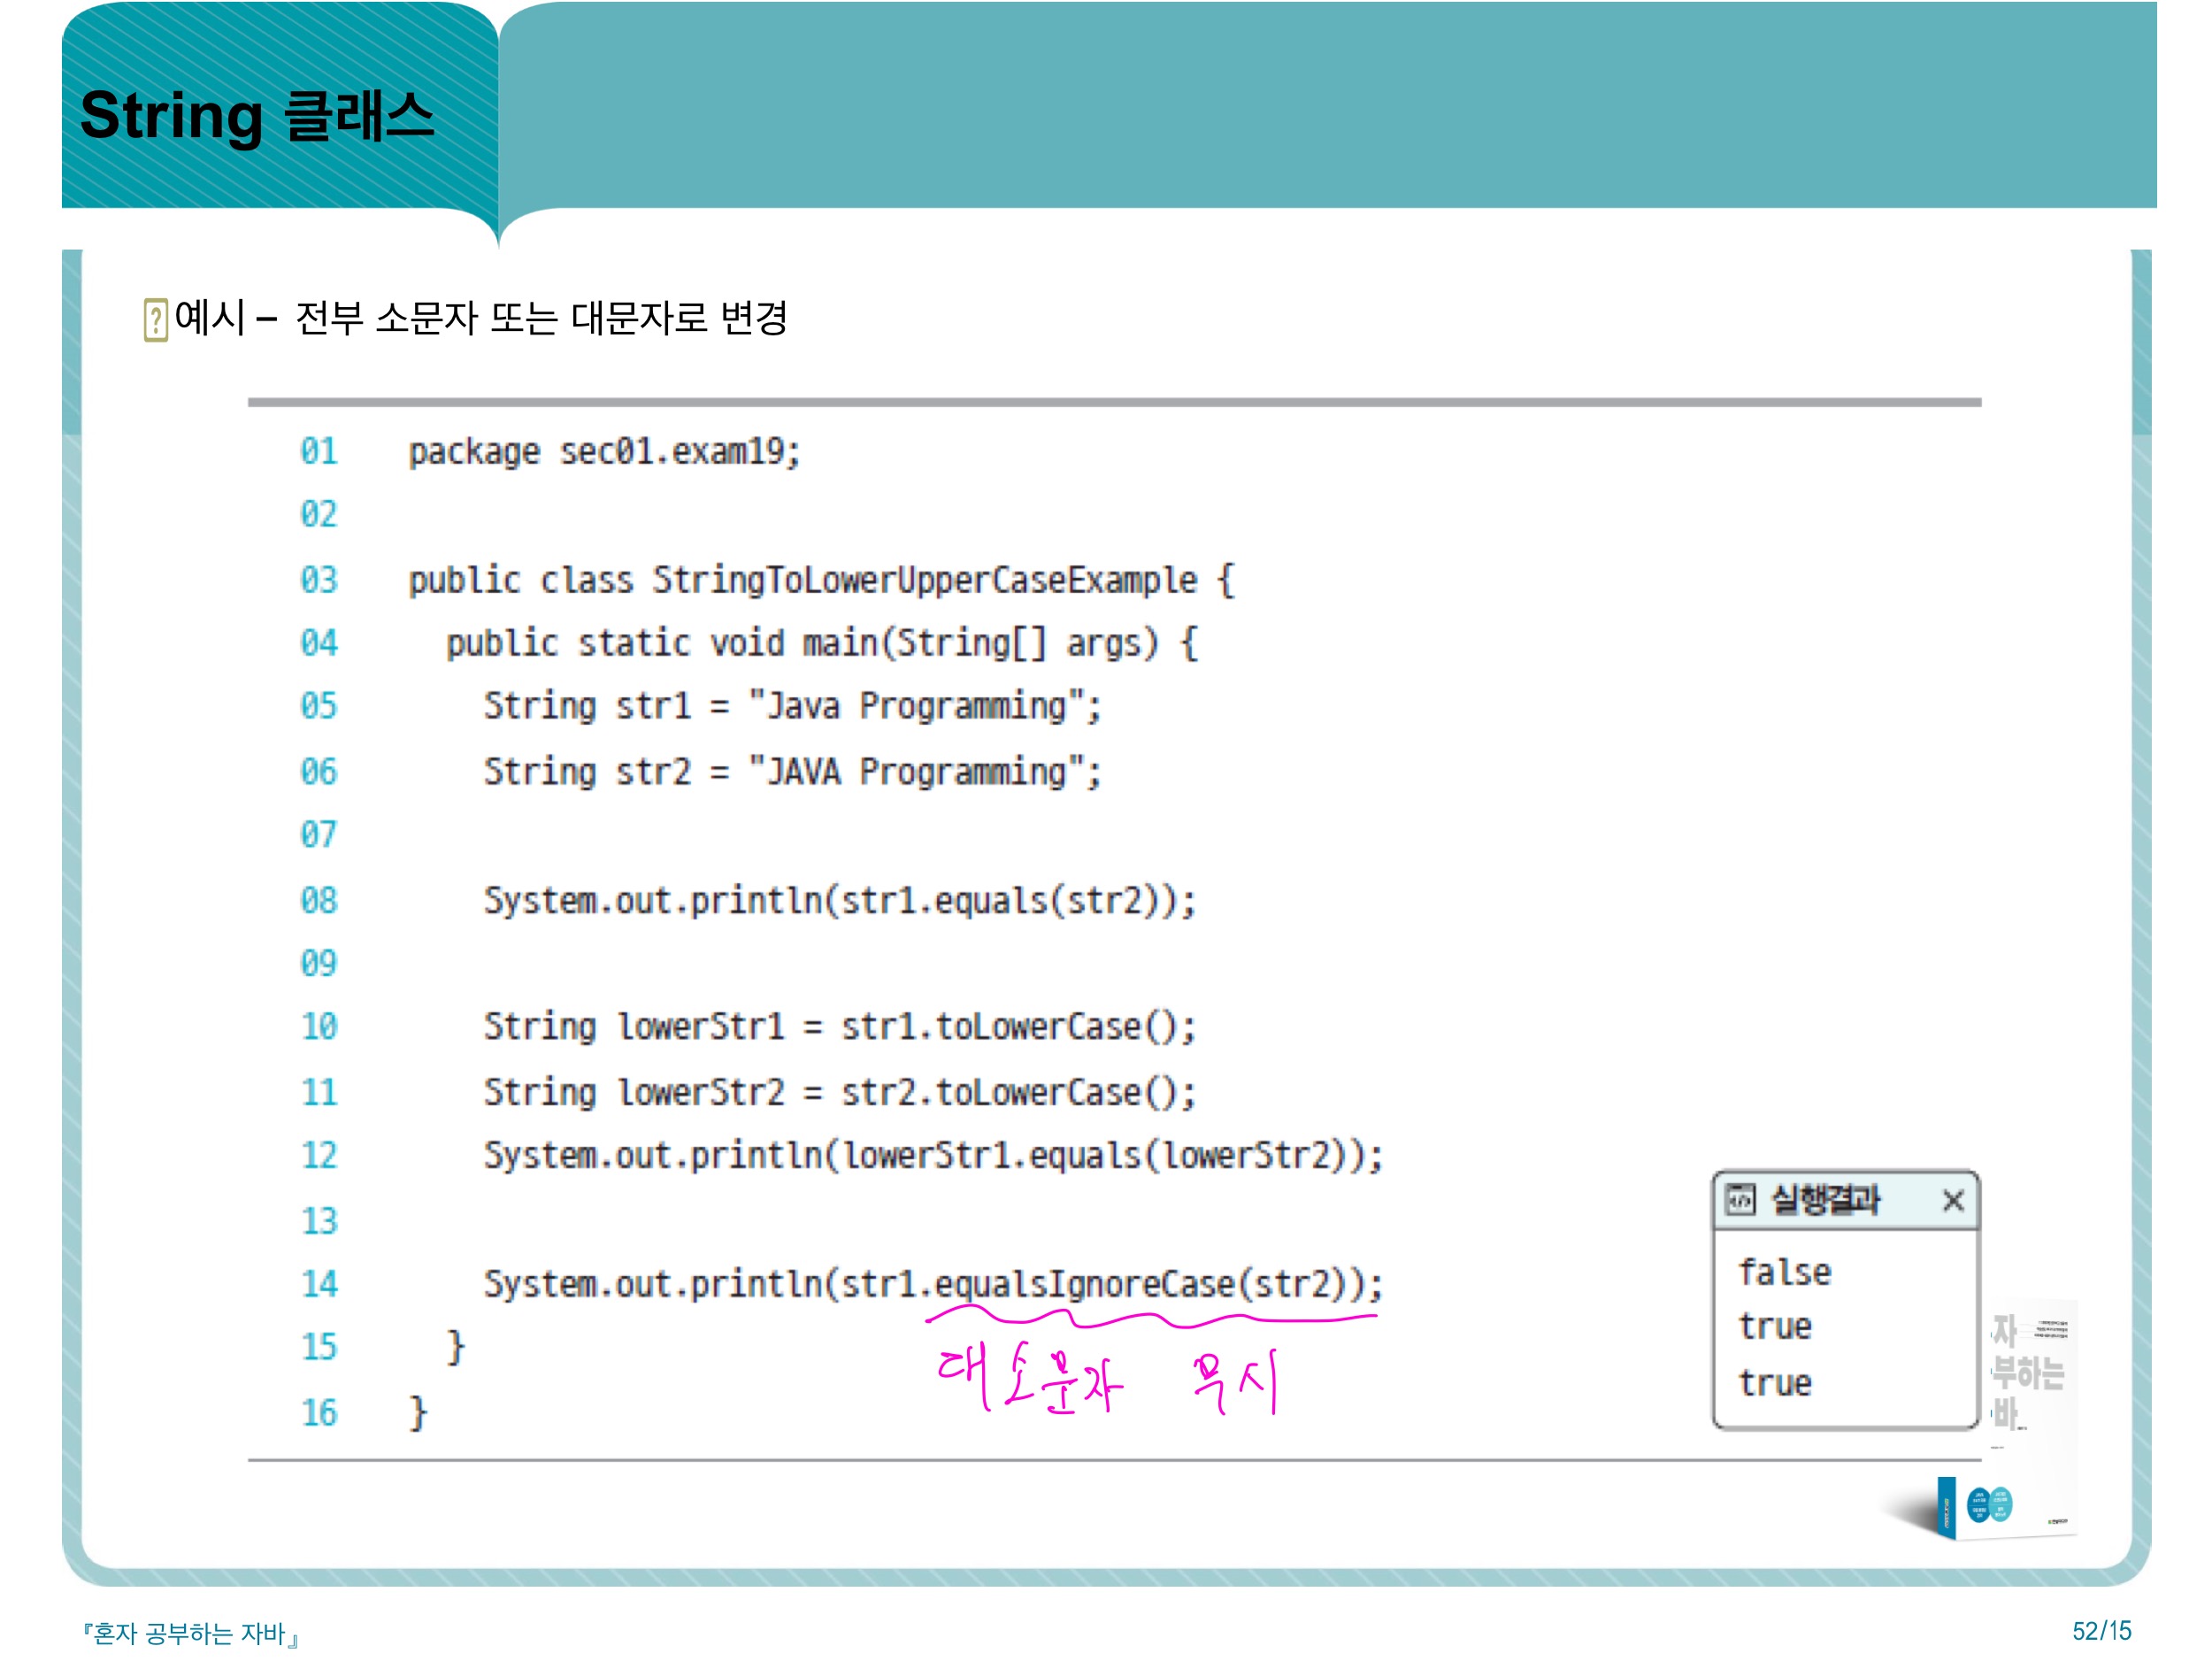 String 클래스
예시 – 전부 소문자 또는 대문자로 변경
01 package sec01.exam19;
02
03 public class StringToLowerUpperCaseExample {
04 public static void main(String[] args) {
05 String str1 = "Java Programming";
06 String str2 = "JAVA Programming";
07
08 System.out.println(str1.equals(str2));
09
10 String lowerStr1 = str1.toLowerCase();
11 String lowerStr2 = str2.toLowerCase();
12 System.out.println(lowerStr1.equals(lowerStr2));
13
14 System.out.println(str1.equalsIgnoreCase(str2));
대소문자 무시
15 }
16 }
실행결과
false
true
true
자
부하는
바
『혼자 공부하는 자바』
52/15